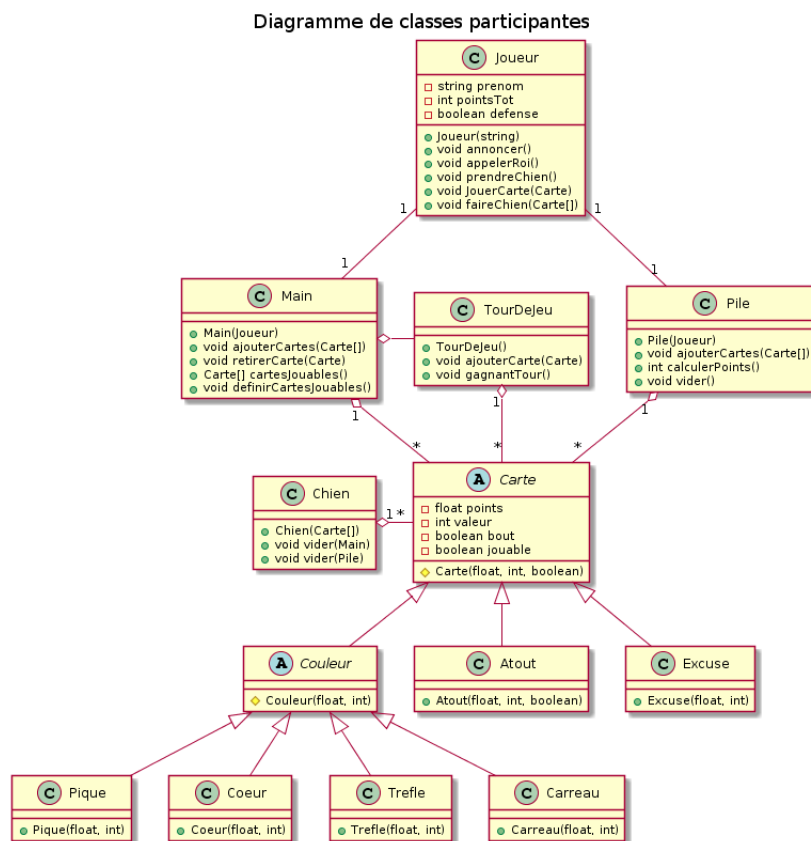 Diagramme de classes participantes
C Joueur
string prenom
int pointsTot
boolean defense
Joueur(string)
void annoncer()
void appelerRoi()
void prendreChien()
void JouerCarte(Carte)
void faireChien(Carte[])
1
1
1
1
C Main
Main(Joueur)
void ajouterCartes(Carte[])
void retirerCarte(Carte)
Carte[] cartesJouables()
void definirCartesJouables()
C TourDeJeu
TourDeJeu()
void ajouterCarte(Carte)
void gagnantTour()
C Pile
Pile(Joueur)
void ajouterCartes(Carte[])
int calculerPoints()
void vider()
1
1
1
*
*
*
C Chien
Chien(Carte[])
void vider(Main)
void vider(Pile)
1 *
A Carte
float points
int valeur
boolean bout
boolean jouable
Carte(float, int, boolean)
A Couleur
Couleur(float, int)
C Atout
Atout(float, int, boolean)
C Excuse
Excuse(float, int)
C Pique
Pique(float, int)
C Coeur
Coeur(float, int)
C Trefle
Trefle(float, int)
C Carreau
Carreau(float, int)